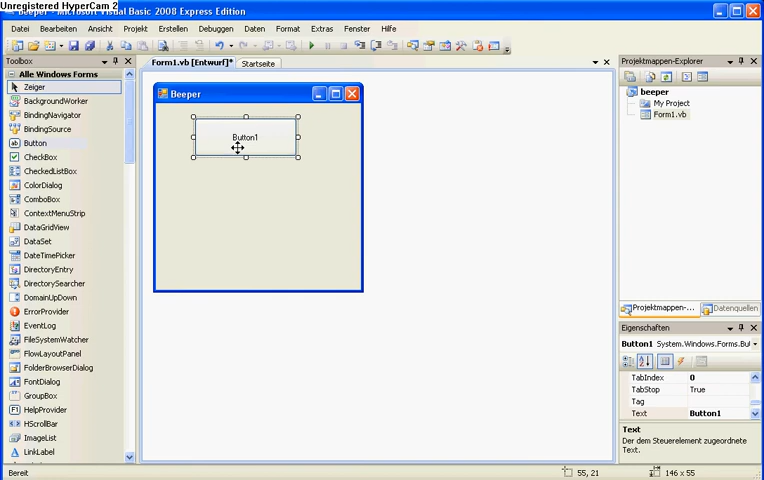 Unregistered HyperCam 2
Beeper - Microsoft Visual Basic 2008 Express Edition
Datei Bearbeiten Ansicht Projekt Erstellen Debuggen Daten Format Extras Fenster Hilfe
Toolbox
Alle Windows Forms
Zeiger
BackgroundWorker
BindingNavigator
BindingSource
Button
CheckBox
CheckedListBox
ColorDialog
ComboBox
ContextMenuStrip
DataGridView
DataSet
DateTimePicker
DirectoryEntry
DirectorySearcher
DomainUpDown
ErrorProvider
EventLog
FileSystemWatcher
FlowLayoutPanel
FolderBrowserDialog
FontDialog
GroupBox
HelpProvider
HScrollBar
ImageList
LinkLabel
Form1.vb [Entwurf]* Startseite
Beeper
Button1
Projektmappen-Explorer
beeper
My Project
Form1.vb
Projektmappen-... Datenquellen
Eigenschaften
Button1 System.Windows.Forms.Bu
TabIndex 0
TabStop True
Tag
Text Button1
Text
Der dem Steuerelement zugeordnete
Text.
Bereit 55, 21 146 x 55